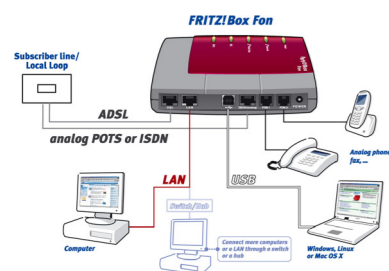 FRITZ!Box Fon
Subscriber line/
Local Loop
ADSL
analog POTS or ISDN
LAN
USB
Switch/Hub
Analog phone
fax, ...
Computer
Connect more computers
or a LAN through a switch
or a hub
Windows, Linux
or Mac OS X
POWER